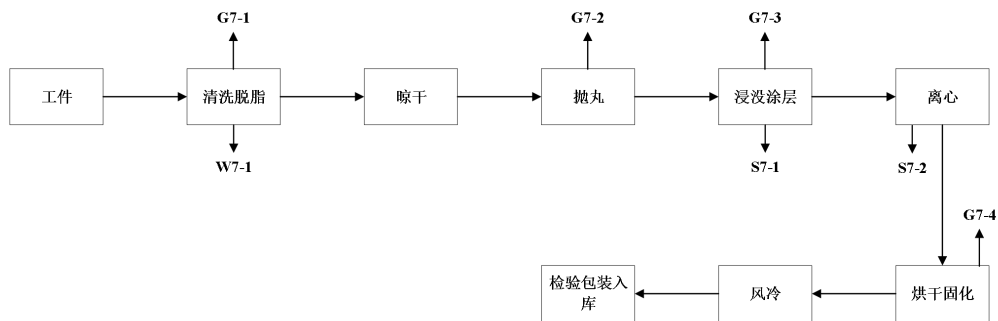 G7-1
G7-2
G7-3
工件
清洗脱脂
晾干
抛丸
浸没涂层
离心
W7-1
S7-1
S7-2
G7-4
检验包装入
库
风冷
烘干固化